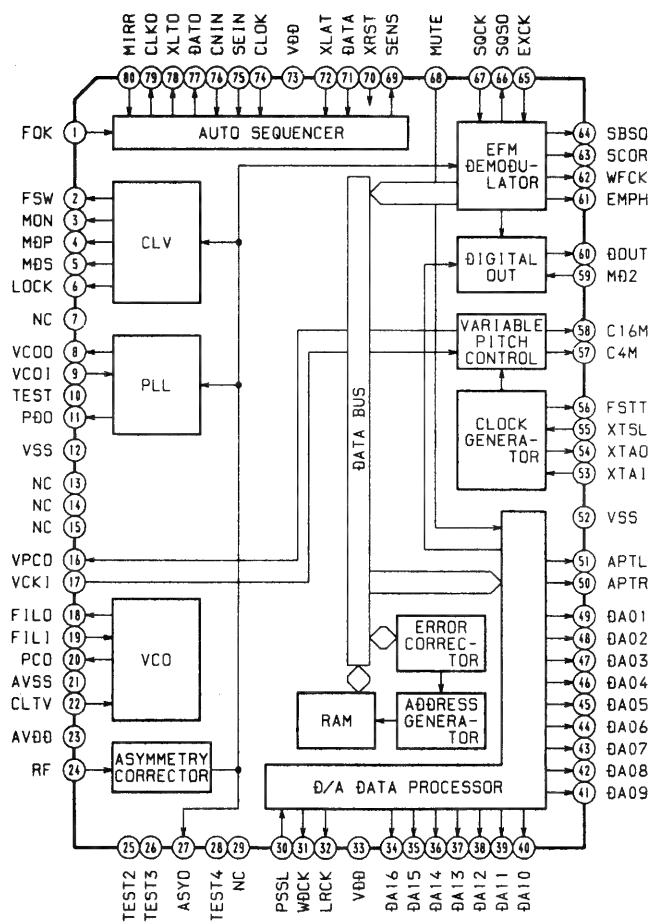 MIRR
CLKO
XLTO
DATO
CNIN
SEIN
CLOK
VDD
XLAT
DATA
XRST
SENS
MUTE
SQCK
SQSO
EXCK
80 79 78 77 76 75 74 73 72 71 70 69 68 67 66 65
FOK 1
AUTO SEQUENCER
FSW 2
MON 3
MDP 4
MDS 5
LOCK 6
CLV
NC 7
VCOO 8
VCOI 9
TEST 10
PDO 11
PLL
VSS 12
NC 13
NC 14
NC 15
VPCO 16
VCKI 17
FILO 18
FILI 19
PCO 20
AVSS 21
CLTV 22
VCO
AVDD 23
RF 24
ASYMMETRY
CORRECTOR
DATA BUS
EFM
DEMODU-
LATOR
DIGITAL
OUT
VARIABLE
PITCH
CONTROL
CLOCK
GENERA-
TOR
ERROR
CORREC-
TOR
RAM
ADDRESS
GENERA-
TOR
D/A DATA PROCESSOR
64 SBSO
63 SCOR
62 WFCK
61 EMPH
60 DOUT
59 MD2
58 C16M
57 C4M
56 FSTT
55 XTSL
54 XTAO
53 XTAI
52 VSS
51 APTL
50 APTR
49 DA01
48 DA02
47 DA03
46 DA04
45 DA05
44 DA06
43 DA07
42 DA08
41 DA09
25 26 27 28 29 30 31 32 33 34 35 36 37 38 39 40
TEST2
TEST3
ASYO
TEST4
NC
PSSL
WDCK
LRCK
VDD
DA16
DA15
DA14
DA13
DA12
DA11
DA10